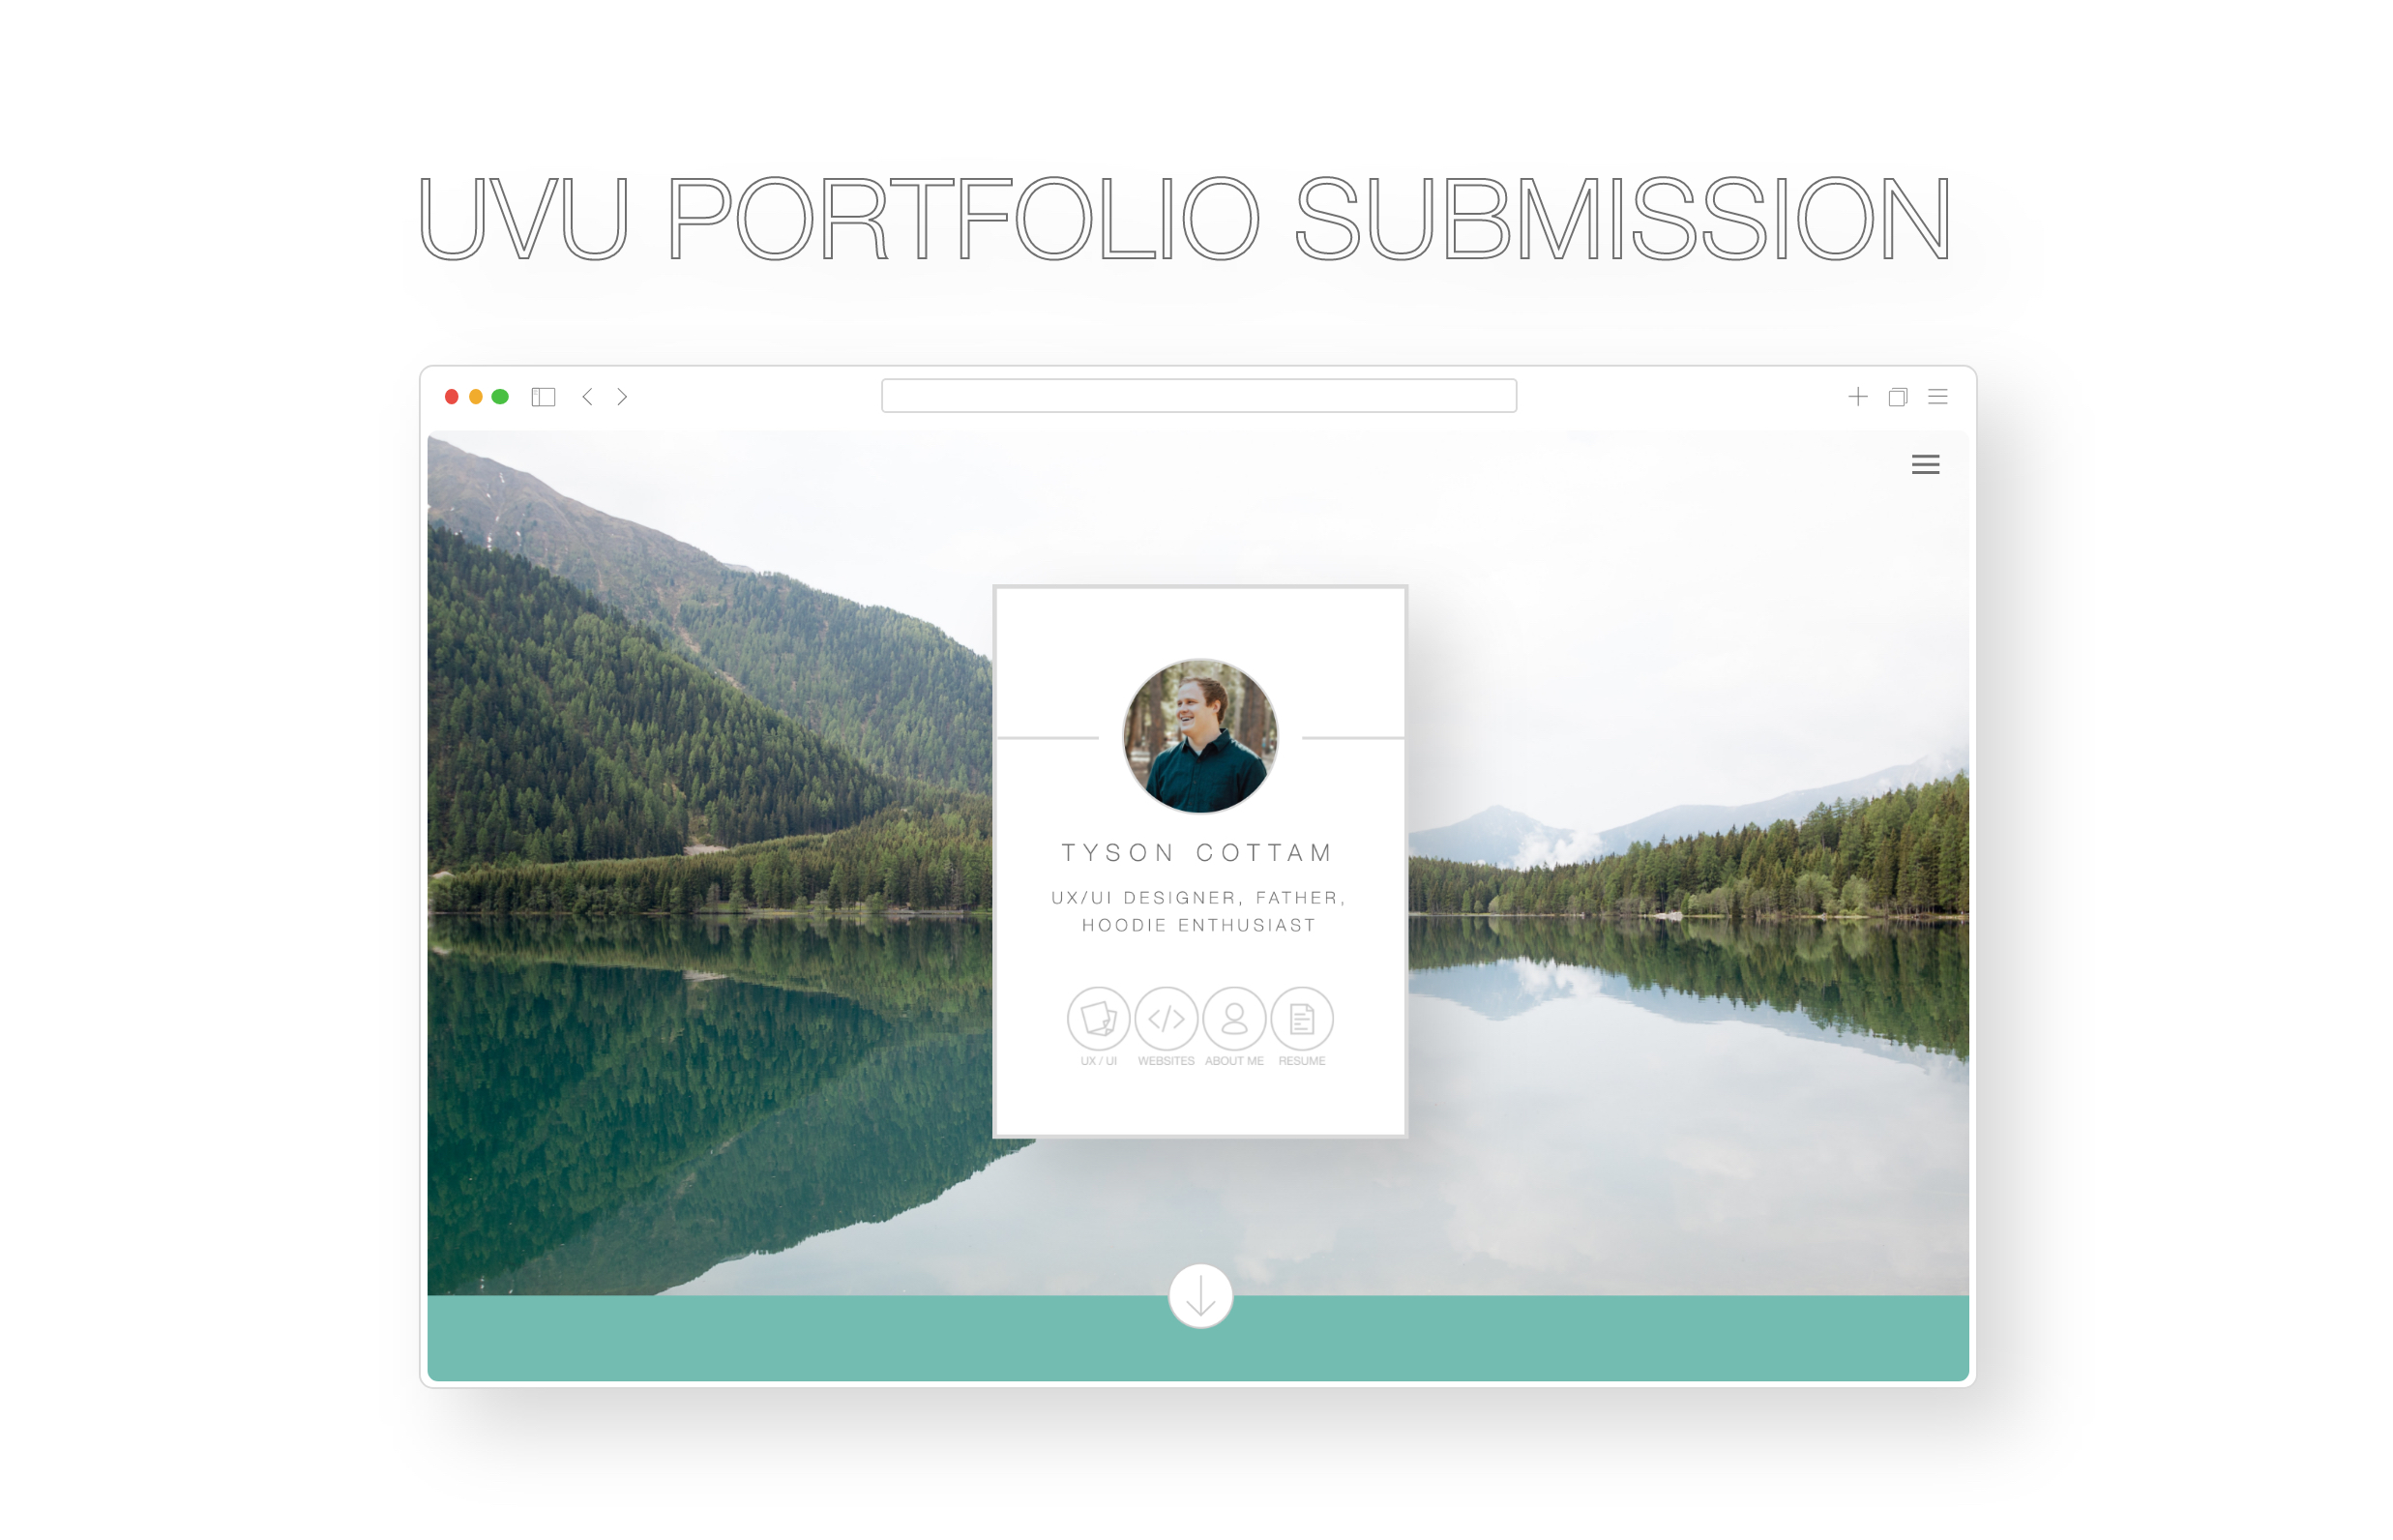 UVU PORTFOLIO SUBMISSION
TYSON COTTAM
UX/UI DESIGNER, FATHER,
HOODIE ENTHUSIAST
UX / UI WEBSITES ABOUT ME RESUME